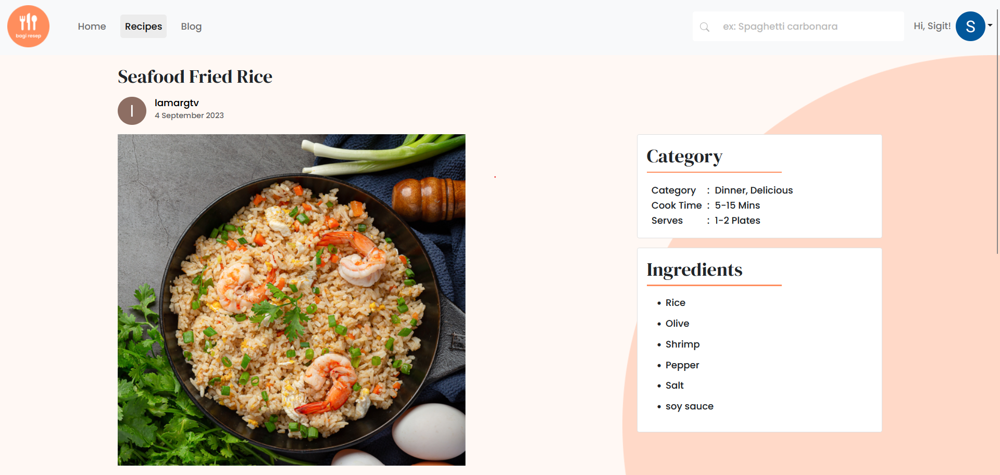 bagi resep
Home
Recipes
Blog
ex: Spaghetti carbonara
Hi, Sigit!
S
Seafood Fried Rice
l
lamargtv
4 September 2023
Category
Category : Dinner, Delicious
Cook Time : 5-15 Mins
Serves : 1-2 Plates
Ingredients
• Rice
• Olive
• Shrimp
• Pepper
• Salt
• soy sauce